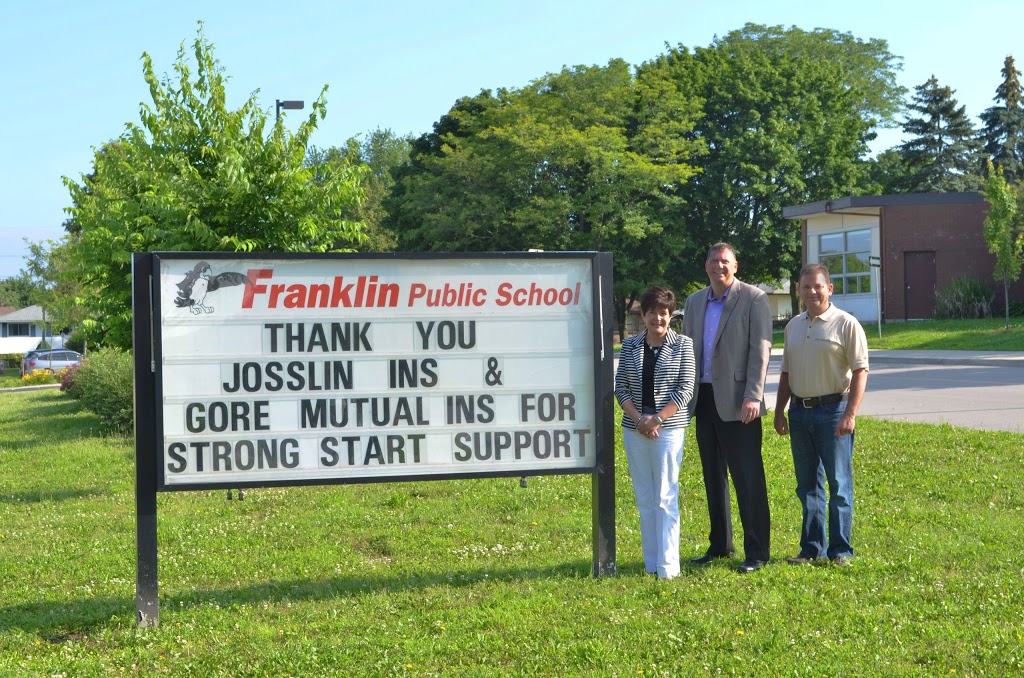 Franklin Public School
THANK YOU
JOSSLIN INS &
GORE MUTUAL INS FOR
STRONG START SUPPORT